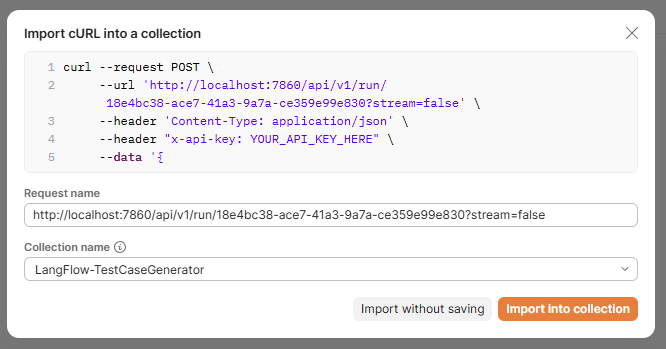 Import cURL into a collection
1 curl --request POST \
2 --url 'http://localhost:7860/api/v1/run/
18e4bc38-ace7-41a3-9a7a-ce359e99e830?stream=false' \
3 --header 'Content-Type: application/json' \
4 --header "x-api-key: YOUR_API_KEY_HERE" \
5 --data '{
Request name
http://localhost:7860/api/v1/run/18e4bc38-ace7-41a3-9a7a-ce359e99e830?stream=false
Collection name
LangFlow-TestCaseGenerator
Import without saving
Import into collection